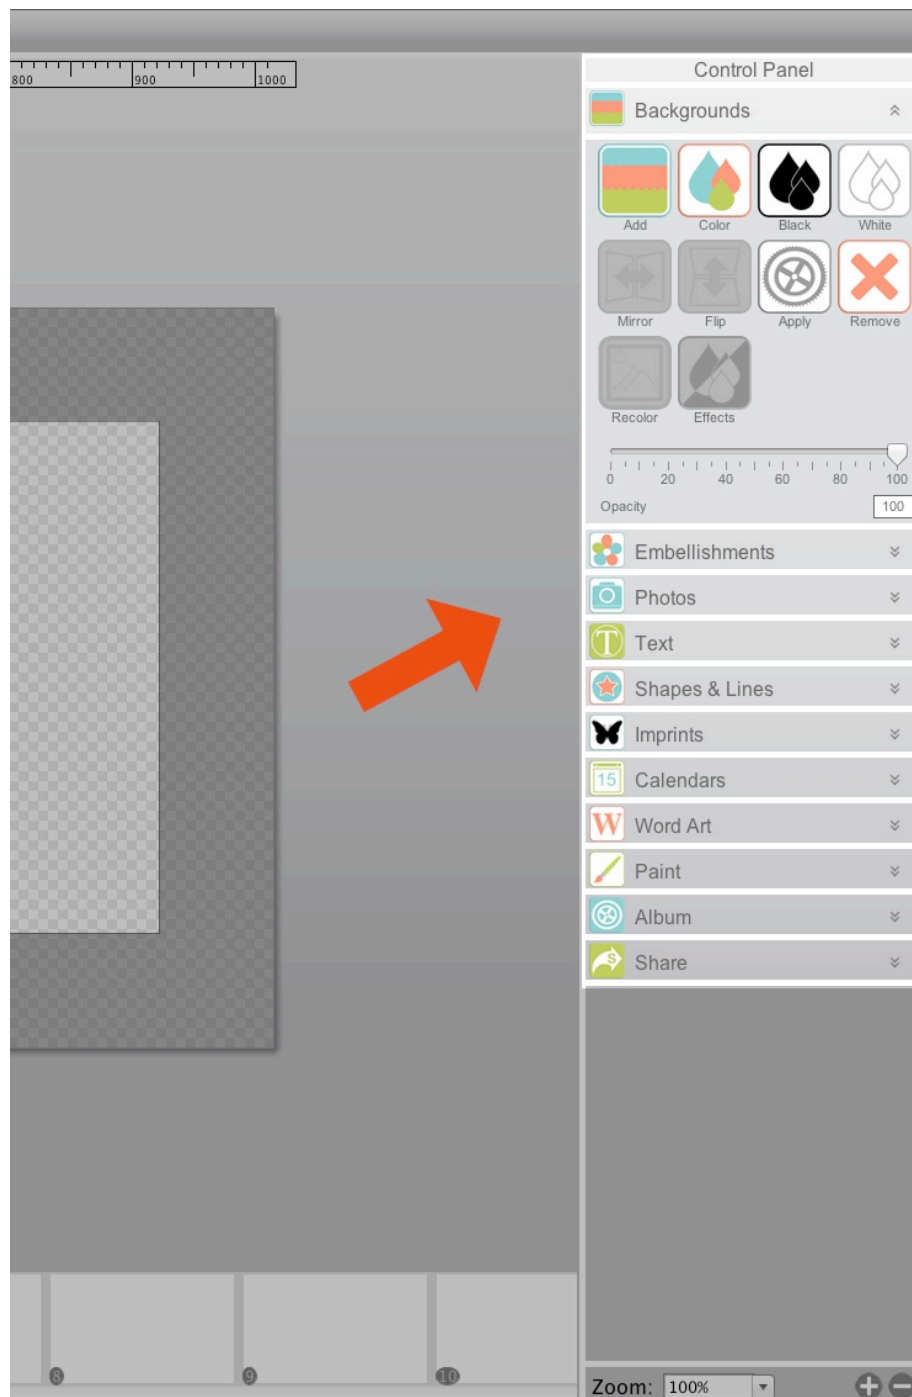 800 900 1000
Control Panel
Backgrounds
Add Color Black White
Mirror Flip Apply Remove
Recolor Effects
0 20 40 60 80 100
Opacity 100
Embellishments
Photos
T Text
Shapes & Lines
Imprints
15 Calendars
W Word Art
Paint
Album
S Share
8 9 10
Zoom: 100%